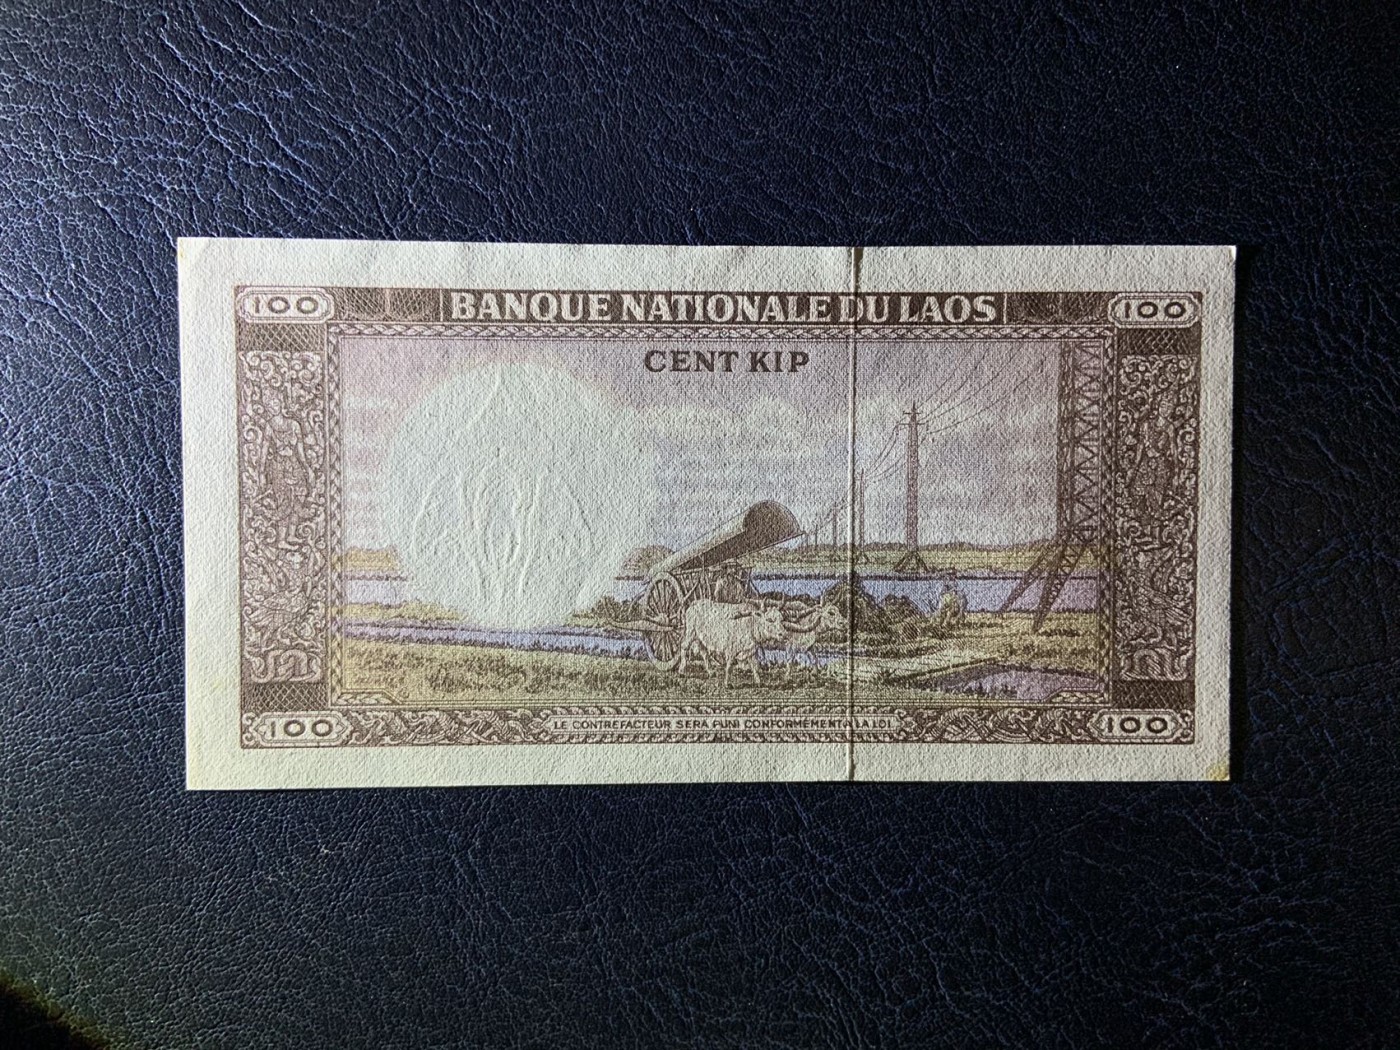 100 BANQUE NATIONALE DU LAOS 100
CENT KIP
100 LE CONTREFACTEUR SERA PUNI CONFORMÉMENT À LA LOI 100